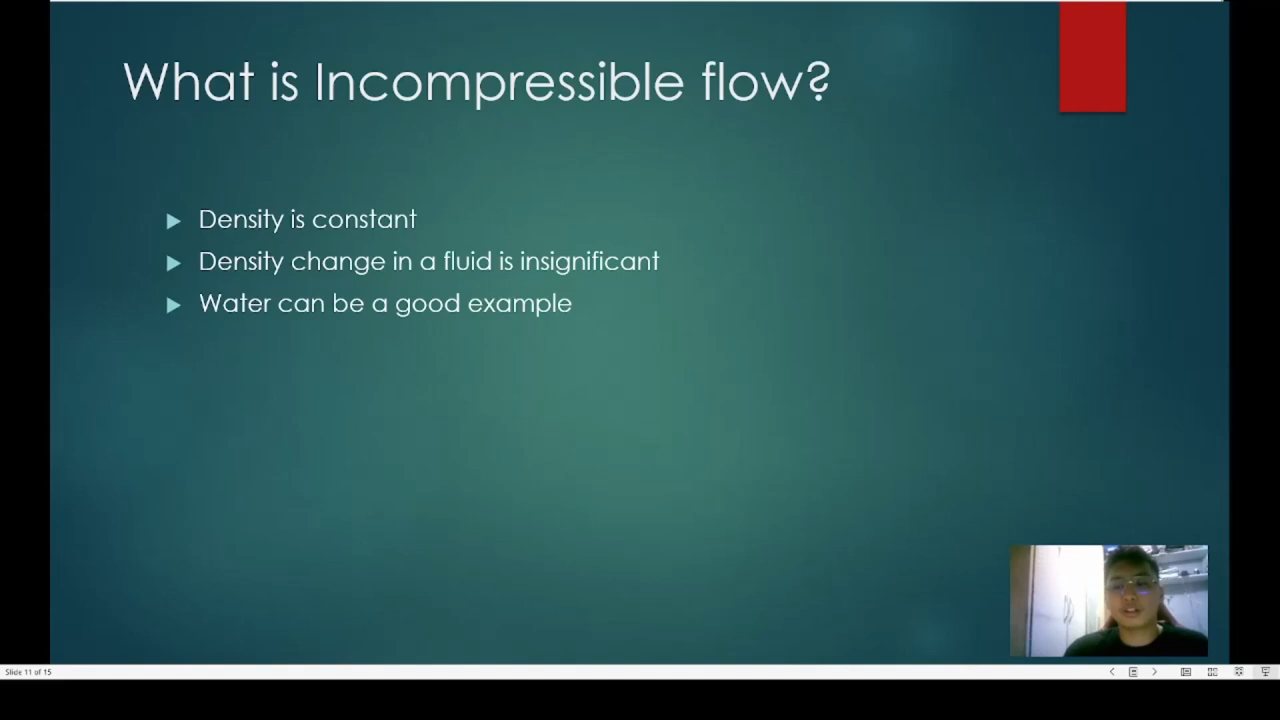 What is Incompressible flow?
Density is constant
Density change in a fluid is insignificant
Water can be a good example
Slide 11 of 15